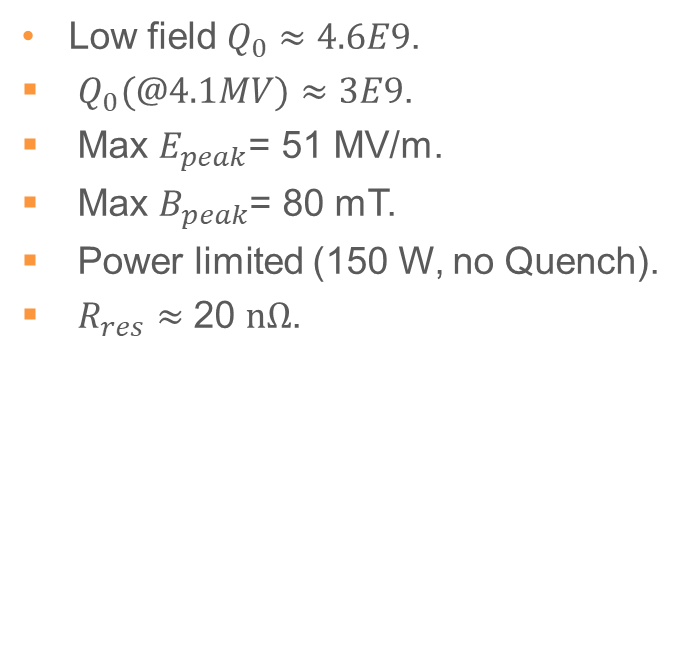 • Low field Q₀ ≈ 4.6E9.
▪ Q₀(@4.1MV) ≈ 3E9.
▪ Max E_peak= 51 MV/m.
▪ Max B_peak= 80 mT.
▪ Power limited (150 W, no Quench).
▪ R_res ≈ 20 nΩ.